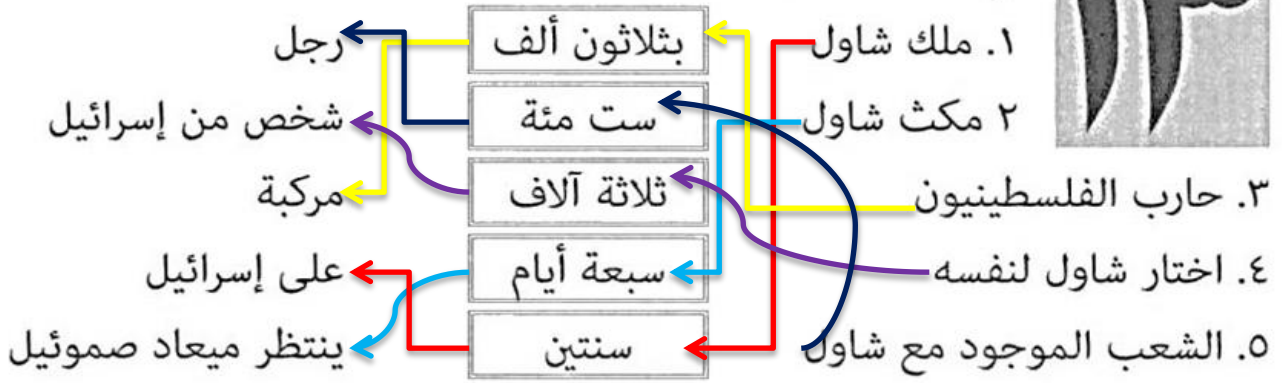 ١٣
١. ملك شاول بثلاثون ألف رجل
٢ مكث شاول ست مئة شخص من إسرائيل
٣. حارب الفلسطينيون ثلاثة آلاف مركبة
٤. اختار شاول لنفسه سبعة أيام على إسرائيل
٥. الشعب الموجود مع شاول سنتين ينتظر ميعاد صموئيل